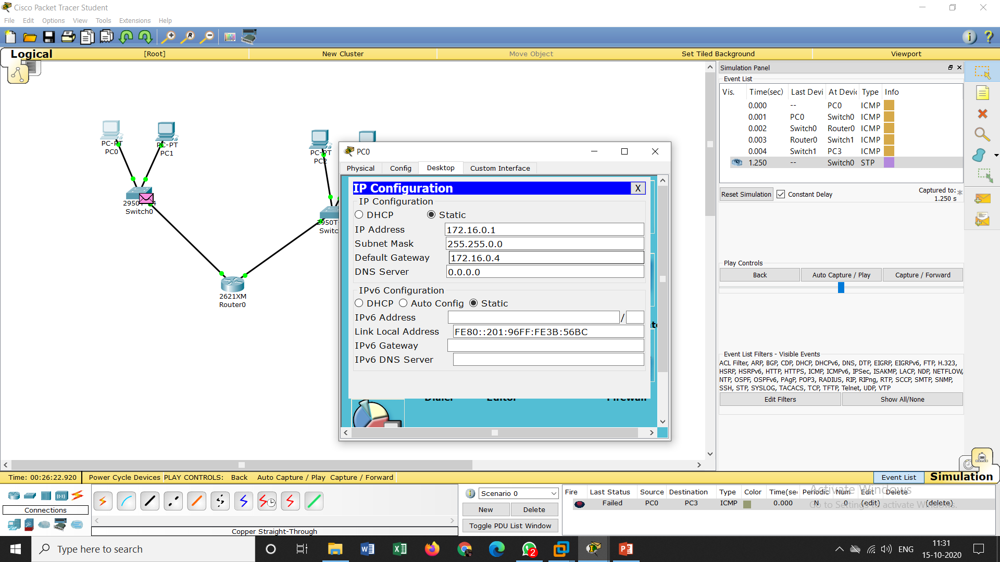 Cisco Packet Tracer Student
File Edit Options View Tools Extensions Help
Logical [Root] New Cluster Move Object Set Tiled Background Viewport
PC-PT
PC0
PC-PT
PC1
PC-PT
PC2
Switch0
2950T
Switc
2621XM
Router0
PC0
Physical Config Desktop Custom Interface
IP Configuration X
IP Configuration
DHCP Static
IP Address 172.16.0.1
Subnet Mask 255.255.0.0
Default Gateway 172.16.0.4
DNS Server 0.0.0.0
IPv6 Configuration
DHCP Auto Config Static
IPv6 Address /
Link Local Address FE80::201:96FF:FE3B:56BC
IPv6 Gateway
IPv6 DNS Server
Dialer Editor Firewall
Simulation Panel
Event List
Vis. Time(sec) Last Devi At Devic Type Info
0.000 -- PC0 ICMP
0.001 PC0 Switch0 ICMP
0.002 Switch0 Router0 ICMP
0.003 Router0 Switch1 ICMP
0.004 Switch1 PC3 ICMP
1.250 -- Switch0 STP
Reset Simulation Constant Delay Captured to: *
1.250 s
Play Controls
Back Auto Capture / Play Capture / Forward
Event List Filters - Visible Events
ACL Filter, ARP, BGP, CDP, DHCP, DHCPv6, DNS, DTP, EIGRP, EIGRPv6, FTP, H.323,
HSRP, HSRPv6, HTTP, HTTPS, ICMP, ICMPv6, IPSec, ISAKMP, LACP, NDP, NETFLOW,
NTP, OSPF, OSPFv6, PAgP, POP3, RADIUS, RIP, RIPng, RTP, SCCP, SMTP, SNMP,
SSH, STP, SYSLOG, TACACS, TCP, TFTP, Telnet, UDP, VTP
Edit Filters Show All/None
Time: 00:26:22.920 Power Cycle Devices PLAY CONTROLS: Back Auto Capture / Play Capture / Forward Event List Simulation
Connections
Copper Straight-Through
Scenario 0
New Delete
Toggle PDU List Window
Fire Last Status Source Destination Type Color Time(sec Periodic Num Edit Delete
Failed PC0 PC3 ICMP 0.000 N 0 (edit) (delete)
Activate Windows
Go to Settings to activate Windows.
Type here to search
2
ENG
11:31
15-10-2020